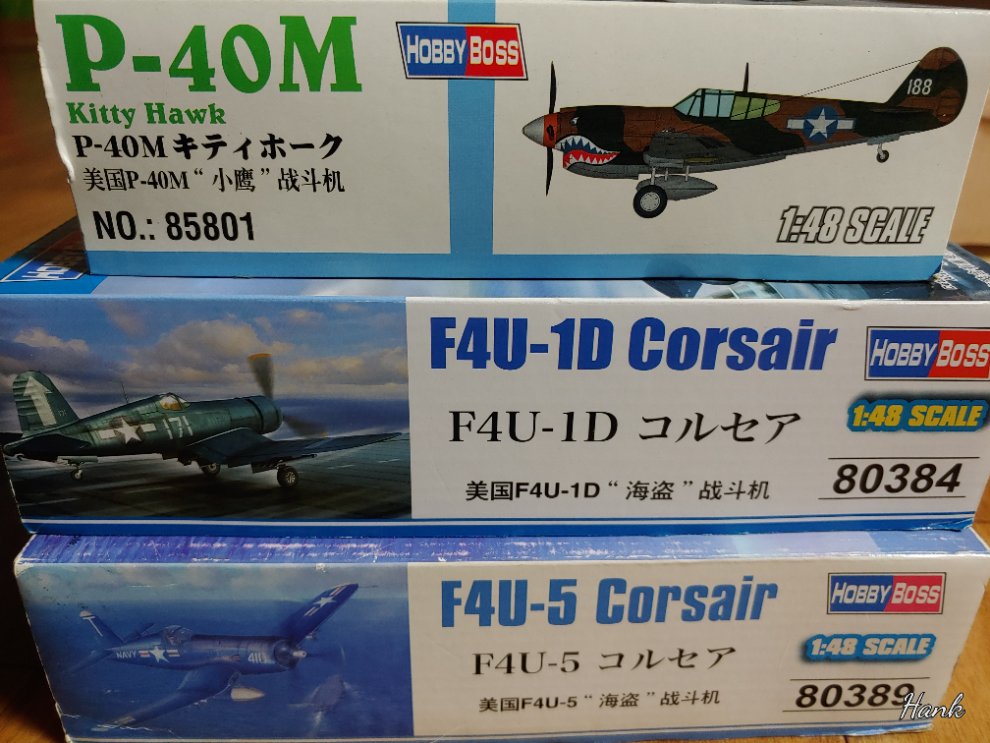 P-40M
Kitty Hawk
P-40M キティホーク
美国P-40M“小鹰”战斗机
NO.: 85801
HOBBY BOSS
188
1:48 SCALE
F4U-1D Corsair
HOBBY BOSS
F4U-1D コルセア
1:48 SCALE
美国F4U-1D“海盗”战斗机
80384
171
F4U-5 Corsair
HOBBY BOSS
F4U-5 コルセア
1:48 SCALE
美国F4U-5“海盗”战斗机
80389
NAVY
411
Hank